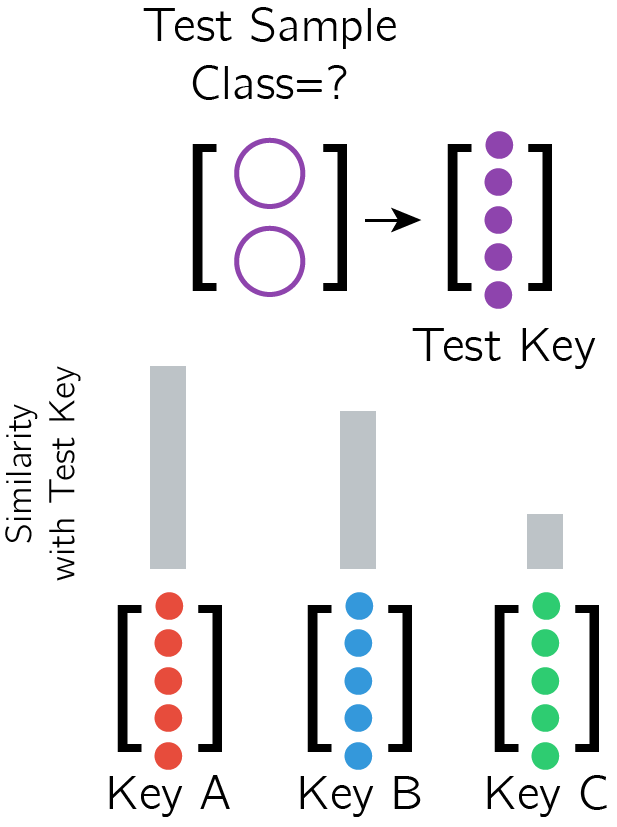 Test Sample
Class=?
Test Key
Similarity
with Test Key
Key A
Key B
Key C